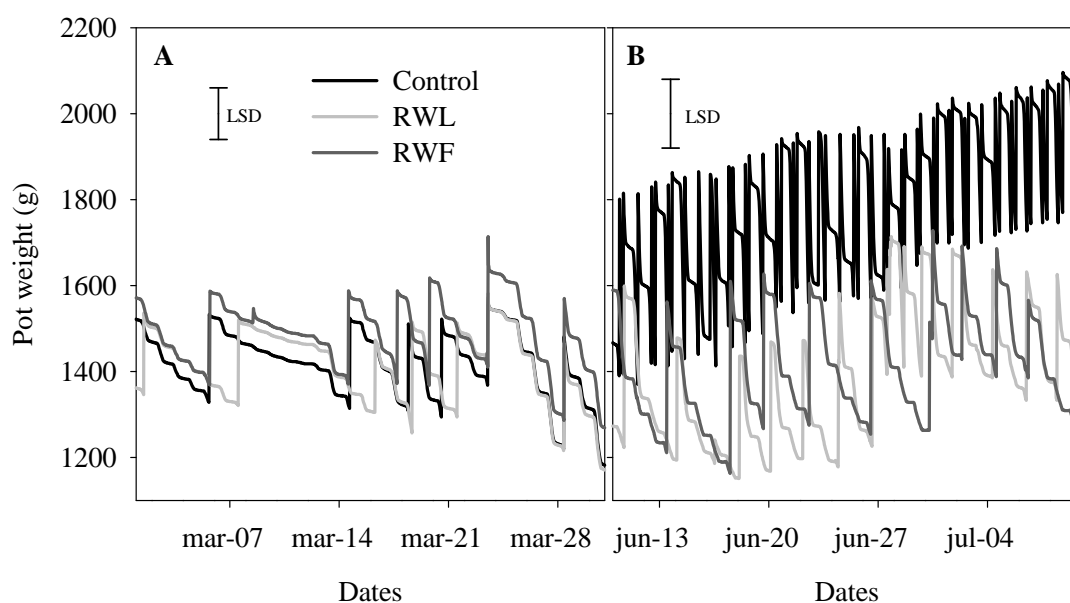 2200
2000
1800
1600
1400
1200
Pot weight (g)
A
LSD
Control
RWL
RWF
mar-07 mar-14 mar-21 mar-28
Dates
B
LSD
jun-13 jun-20 jun-27 jul-04
Dates